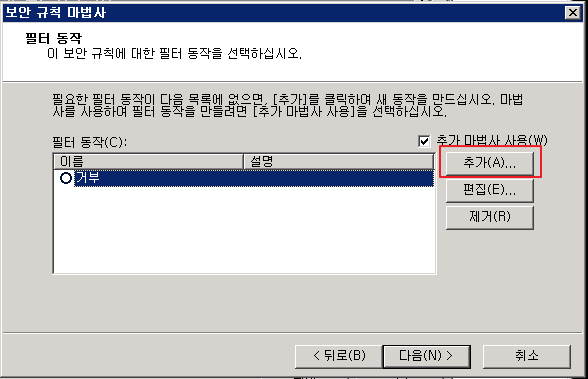 보안 규칙 마법사
필터 동작
이 보안 규칙에 대한 필터 동작을 선택하십시오.
필요한 필터 동작이 다음 목록에 없으면, [추가]를 클릭하여 새 동작을 만드십시오. 마법
사를 사용하여 필터 동작을 만들려면 [추가 마법사 사용]을 선택하십시오.
필터 동작(C):
추가 마법사 사용(W)
이름 설명
거부
추가(A)...
편집(E)...
제거(R)
< 뒤로(B) 다음(N) > 취소